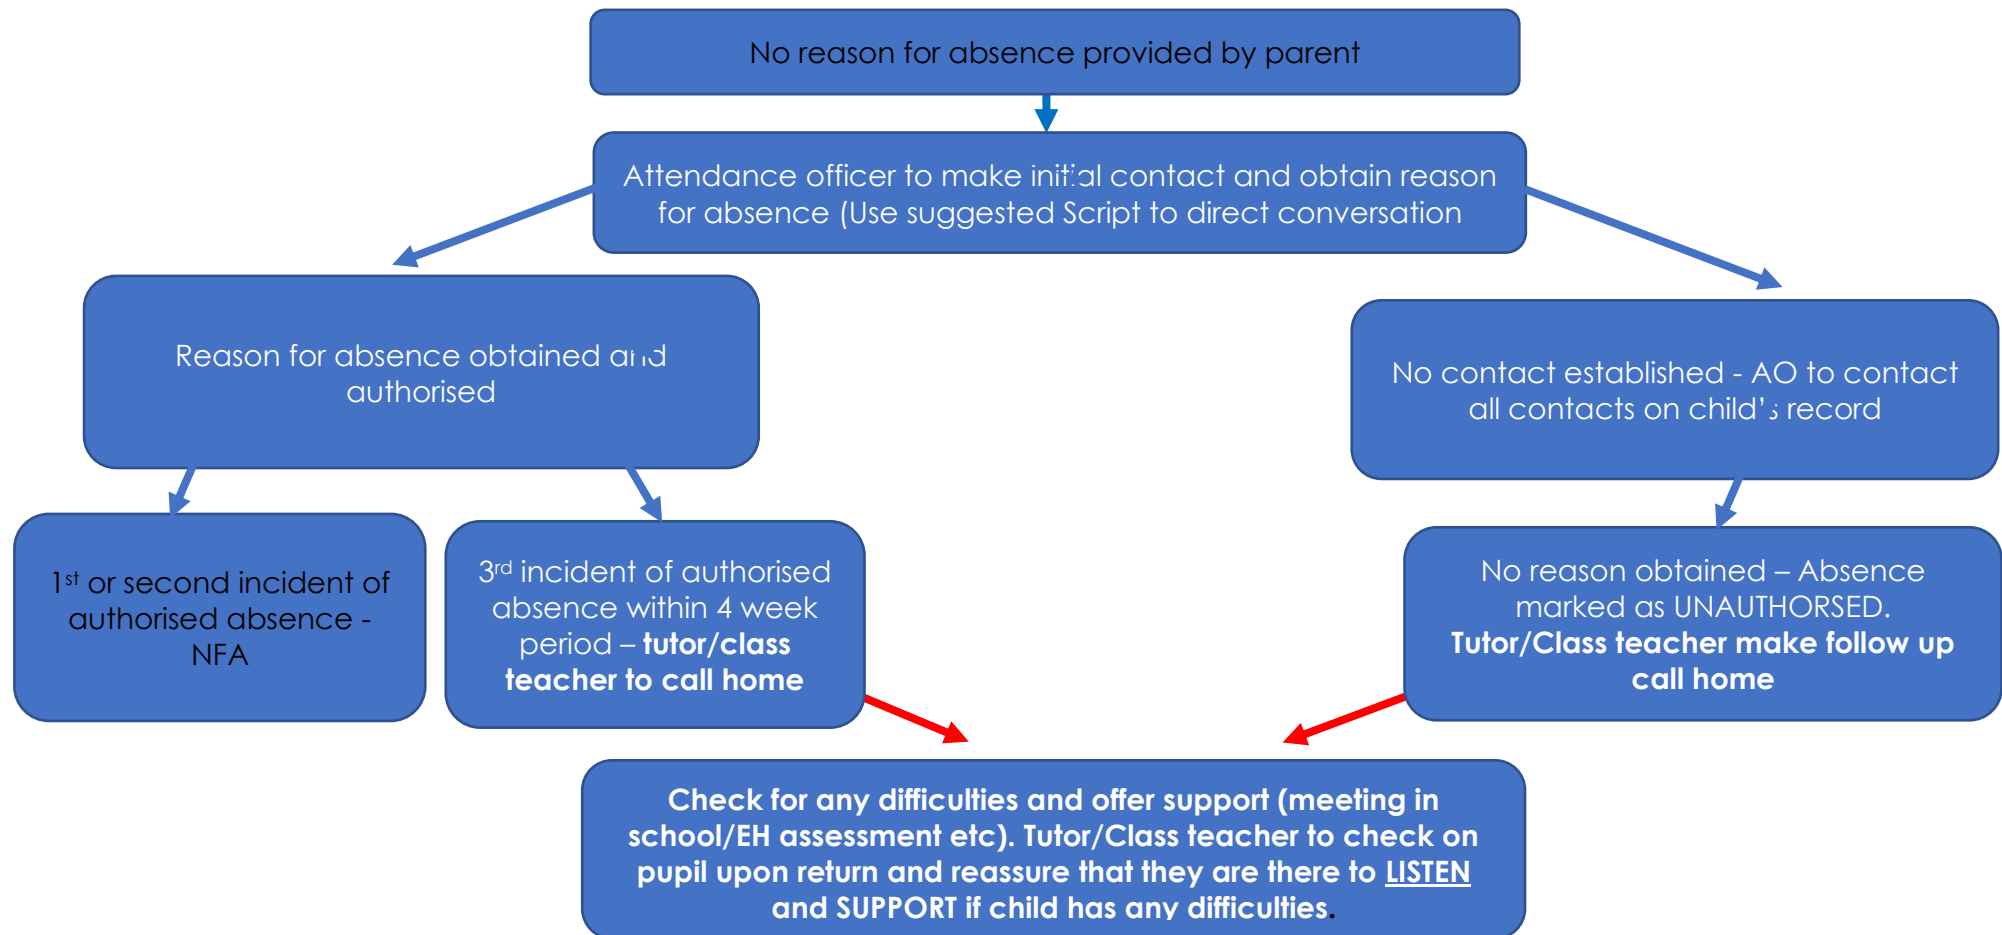 No reason for absence provided by parent
Attendance officer to make initial contact and obtain reason
for absence (Use suggested Script to direct conversation
Reason for absence obtained and
authorised
No contact established - AO to contact
all contacts on child's record
1st or second incident of
authorised absence -
NFA
3rd incident of authorised
absence within 4 week
period – tutor/class
teacher to call home
No reason obtained – Absence
marked as UNAUTHORSED.
Tutor/Class teacher make follow up
call home
Check for any difficulties and offer support (meeting in
school/EH assessment etc). Tutor/Class teacher to check on
pupil upon return and reassure that they are there to LISTEN
and SUPPORT if child has any difficulties.